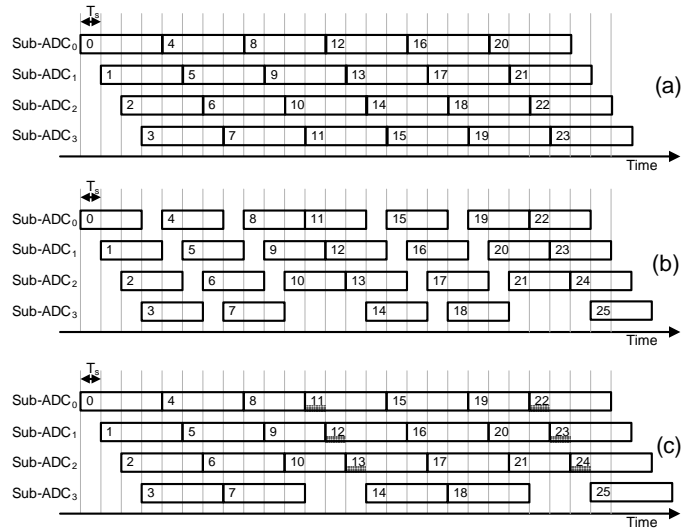 Ts
Sub-ADC0 0 4 8 12 16 20
Sub-ADC1 1 5 9 13 17 21
(a)
Sub-ADC2 2 6 10 14 18 22
Sub-ADC3 3 7 11 15 19 23
Time
Ts
Sub-ADC0 0 4 8 11 15 19 22
Sub-ADC1 1 5 9 12 16 20 23
(b)
Sub-ADC2 2 6 10 13 17 21 24
Sub-ADC3 3 7 14 18 25
Time
Ts
Sub-ADC0 0 4 8 11 15 19 22
Sub-ADC1 1 5 9 12 16 20 23
(c)
Sub-ADC2 2 6 10 13 17 21 24
Sub-ADC3 3 7 14 18 25
Time